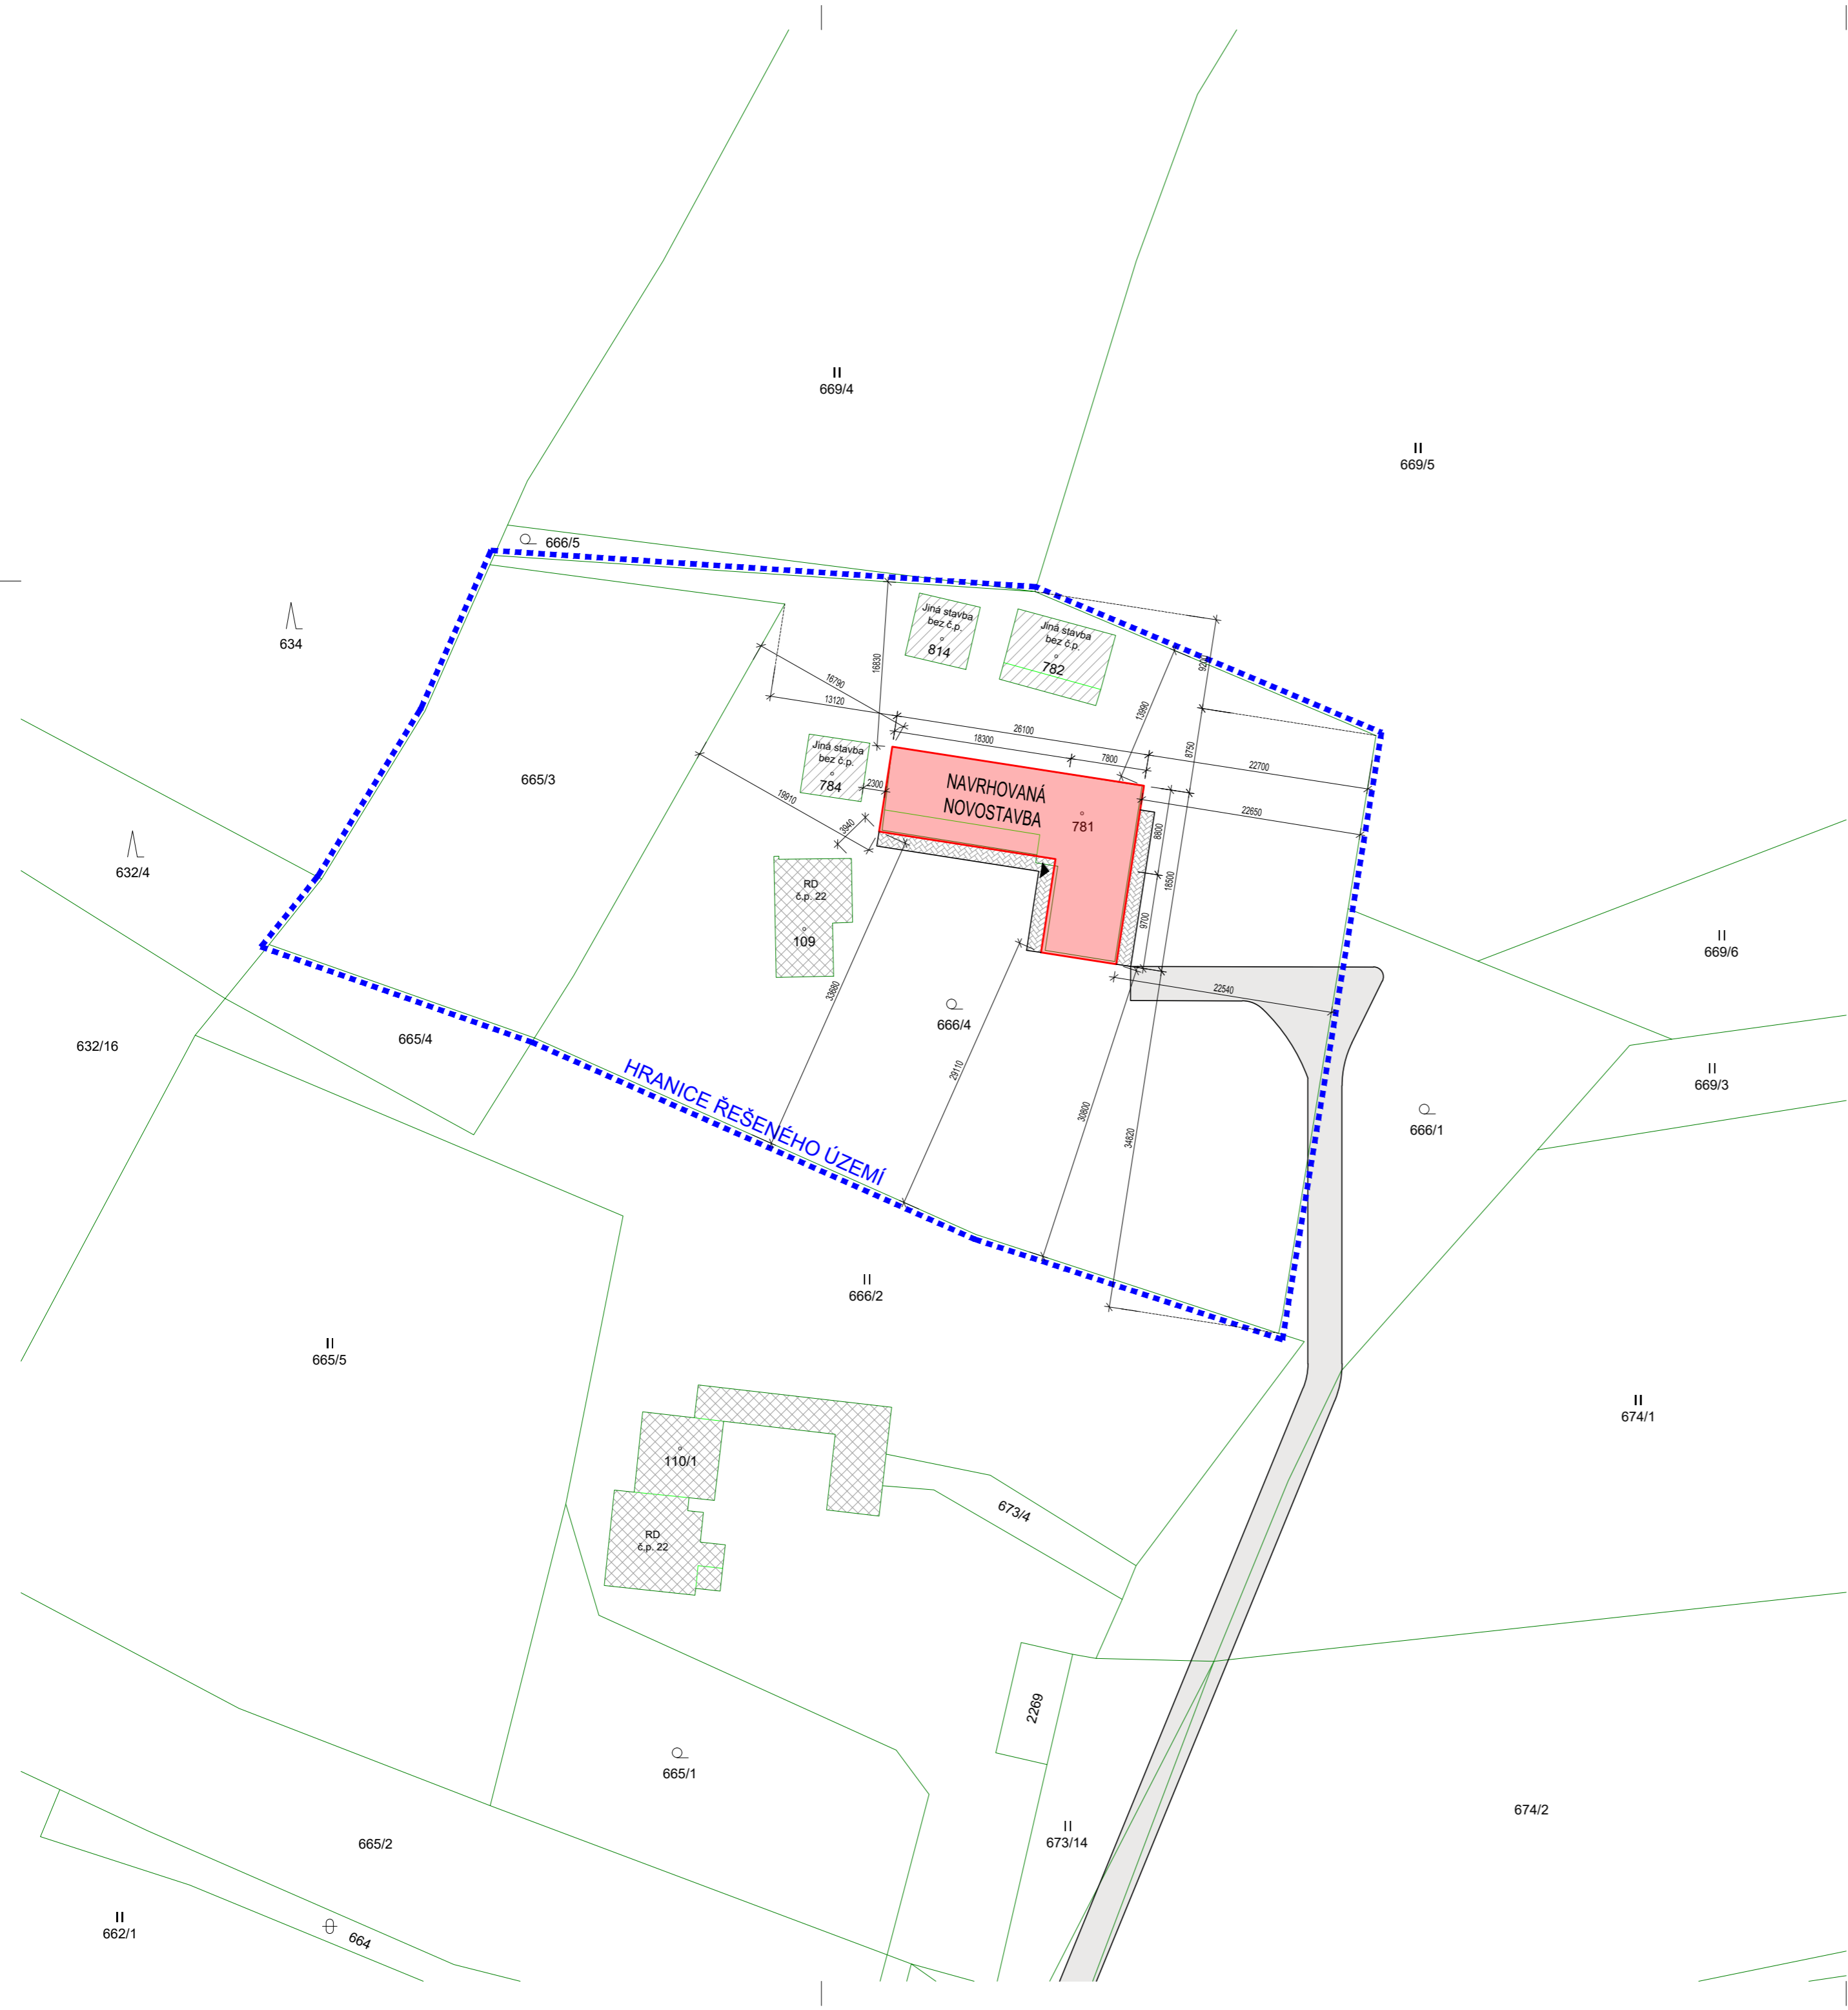 II
669/4
II
669/5
666/5
634
Jiná stavba
bez č.p.
814
Jiná stavba
bez č.p.
782
16830
9200
16790
13120
13990
26100
18300
7800
8750
22700
665/3
Jiná stavba
bez č.p.
784
2300
NAVRHOVANÁ
NOVOSTAVBA
781
22650
8800
19910
3940
18500
632/4
RD
č.p. 22
109
9700
II
669/6
33680
22540
666/4
632/16
665/4
HRANICE ŘEŠENÉHO ÚZEMÍ
29110
30800
34820
II
669/3
666/1
II
666/2
II
665/5
II
674/1
110/1
673/4
RD
č.p. 22
2269
665/1
674/2
II
673/14
665/2
II
662/1
664